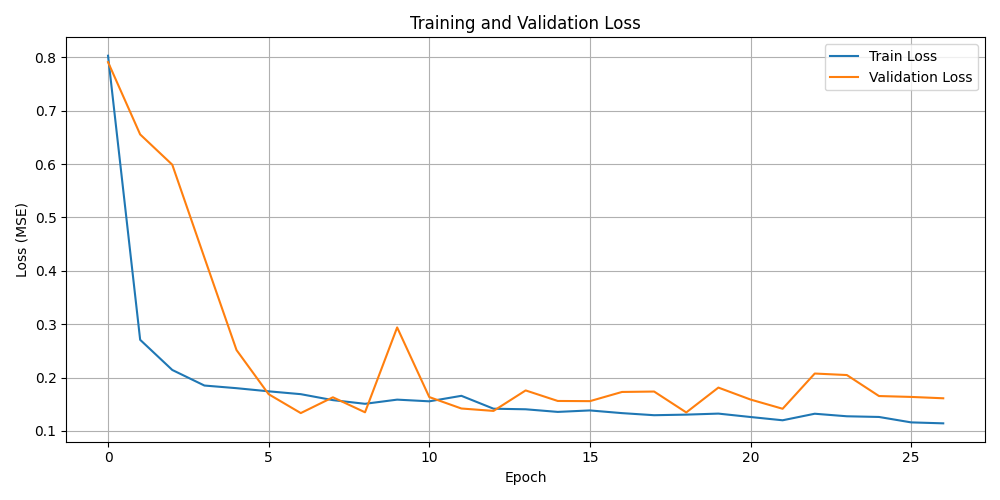 Training and Validation Loss
Train Loss
Validation Loss
0.8
0.7
0.6
0.5
0.4
0.3
0.2
0.1
Loss (MSE)
0 5 10 15 20 25
Epoch